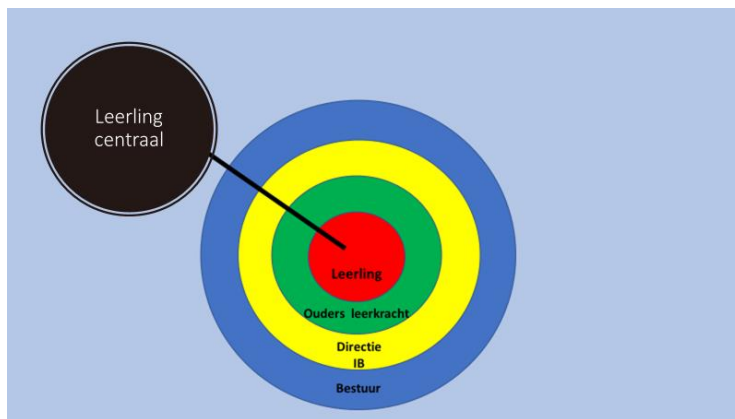 Leerling
centraal
Leerling
Ouders leerkracht
Directie
IB
Bestuur